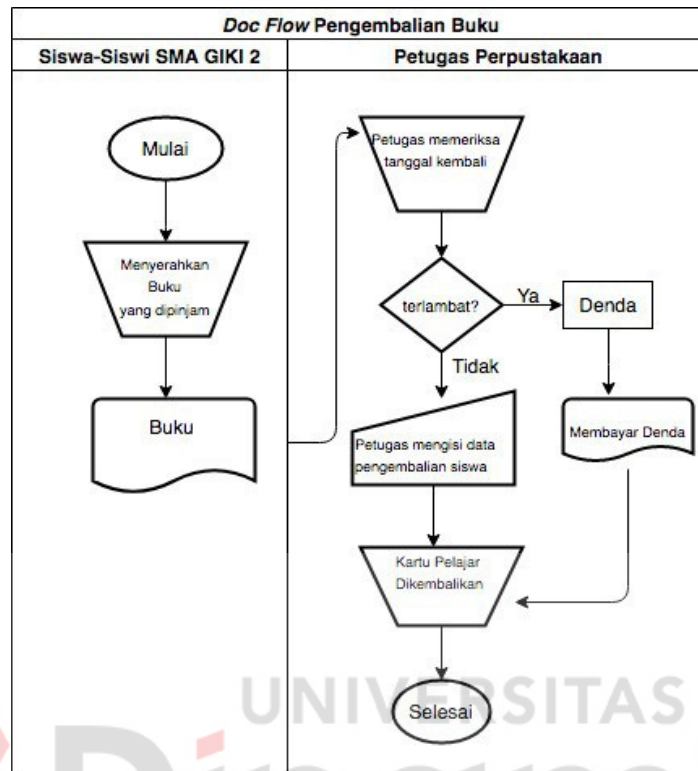 Doc Flow Pengembalian Buku
Siswa-Siswi SMA GIKI 2
Petugas Perpustakaan
Mulai
Menyerahkan
Buku
yang dipinjam
Buku
Petugas memeriksa
tanggal kembali
terlambat?
Ya
Denda
Tidak
Petugas mengisi data
pengembalian siswa
Membayar Denda
Kartu Pelajar
Dikembalikan
Selesai
UNIVERSITAS